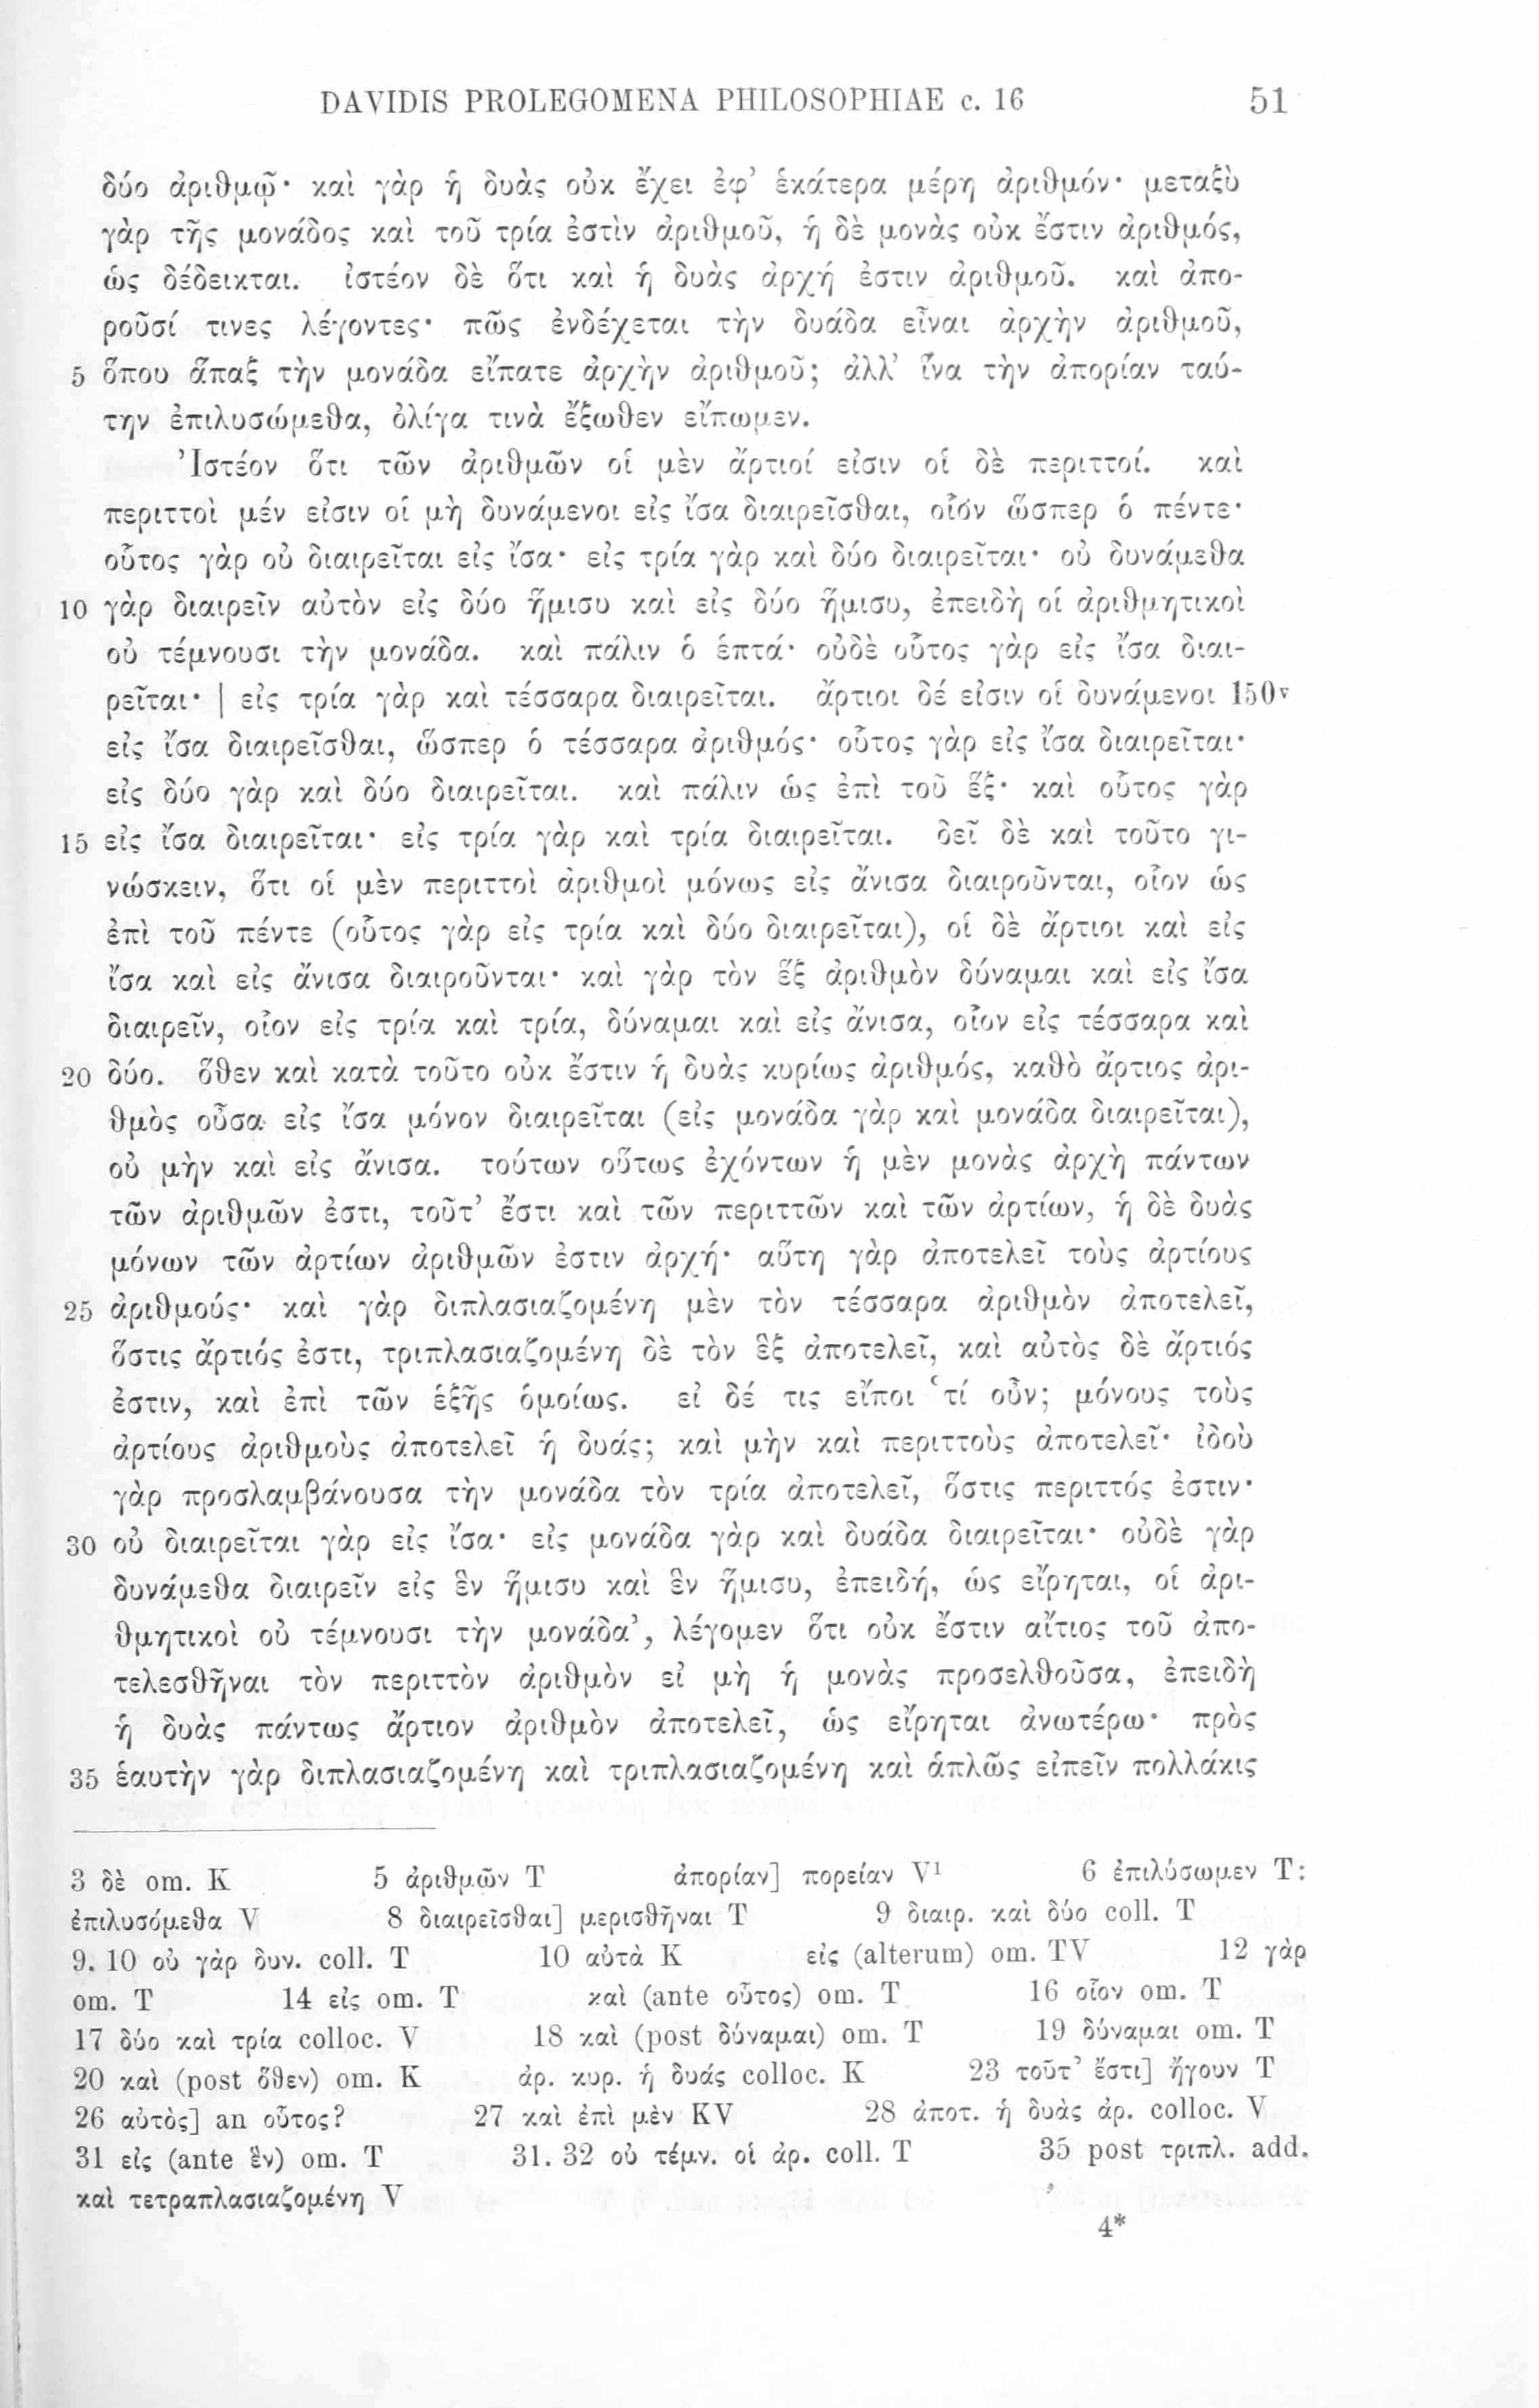 DAVIDIS PROLEGOMENA PHILOSOPHIAE c. 16 51
δύο ἀριθμῷ· καὶ γὰρ ἡ δυὰς οὐκ ἔχει ἐφ’ ἑκάτερα μέρη ἀριθμόν· μεταξὺ
γὰρ τῆς μονάδος καὶ τοῦ τρία ἐστὶν ἀριθμοῦ, ἡ δὲ μονὰς οὐκ ἔστιν ἀριθμός,
ὡς δέδεικται. ἰστέον δὲ ὅτι καὶ ἡ δυὰς ἀρχή ἐστιν ἀριθμοῦ. καὶ ἀπο-
ροῦσί τινες λέγοντες· πῶς ἐνδέχεται τὴν δυάδα εἶναι ἀρχὴν ἀριθμοῦ,
5 ὅπου ἅπαξ τὴν μονάδα εἴπατε ἀρχὴν ἀριθμοῦ; ἀλλ’ ἵνα τὴν ἀπορίαν ταύ-
την ἐπιλυσώμεθα, ὀλίγα τινὰ ἔξωθεν εἴπωμεν.
Ἰστέον ὅτι τῶν ἀριθμῶν οἱ μὲν ἄρτιοί εἰσιν οἱ δὲ περιττοί. καὶ
περιττοὶ μέν εἰσιν οἱ μὴ δυνάμενοι εἰς ἴσα διαιρεῖσθαι, οἷον ὥσπερ ὁ πέντε·
οὗτος γὰρ οὐ διαιρεῖται εἰς ἴσα· εἰς τρία γὰρ καὶ δύο διαιρεῖται· οὐ δυνάμεθα
10 γὰρ διαιρεῖν αὐτὸν εἰς δύο ἥμισυ καὶ εἰς δύο ἥμισυ, ἐπειδὴ οἱ ἀριθμητικοὶ
οὐ τέμνουσι τὴν μονάδα. καὶ πάλιν ὁ ἑπτά· οὐδὲ οὗτος γὰρ εἰς ἴσα διαι-
ρεῖται· | εἰς τρία γὰρ καὶ τέσσαρα διαιρεῖται. ἄρτιοι δέ εἰσιν οἱ δυνάμενοι 150v
εἰς ἴσα διαιρεῖσθαι, ὥσπερ ὁ τέσσαρα ἀριθμός· οὗτος γὰρ εἰς ἴσα διαιρεῖται·
εἰς δύο γὰρ καὶ δύο διαιρεῖται. καὶ πάλιν ὡς ἐπὶ τοῦ ἕξ· καὶ οὗτος γὰρ
15 εἰς ἴσα διαιρεῖται· εἰς τρία γὰρ καὶ τρία διαιρεῖται. δεῖ δὲ καὶ τοῦτο γι-
νώσκειν, ὅτι οἱ μὲν περιττοὶ ἀριθμοὶ μόνως εἰς ἄνισα διαιροῦνται, οἷον ὡς
ἐπὶ τοῦ πέντε (οὗτος γὰρ εἰς τρία καὶ δύο διαιρεῖται), οἱ δὲ ἄρτιοι καὶ εἰς
ἴσα καὶ εἰς ἄνισα διαιροῦνται· καὶ γὰρ τὸν ἓξ ἀριθμὸν δύναμαι καὶ εἰς ἴσα
διαιρεῖν, οἷον εἰς τρία καὶ τρία, δύναμαι καὶ εἰς ἄνισα, οἷον εἰς τέσσαρα καὶ
20 δύο. ὅθεν καὶ κατὰ τοῦτο οὐκ ἔστιν ἡ δυὰς κυρίως ἀριθμός, καθὸ ἄρτιος ἀρι-
θμὸς οὖσα εἰς ἴσα μόνον διαιρεῖται (εἰς μονάδα γὰρ καὶ μονάδα διαιρεῖται),
οὐ μὴν καὶ εἰς ἄνισα. τούτων οὕτως ἐχόντων ἡ μὲν μονὰς ἀρχὴ πάντων
τῶν ἀριθμῶν ἐστι, τοῦτ’ ἔστι καὶ τῶν περιττῶν καὶ τῶν ἀρτίων, ἡ δὲ δυὰς
μόνων τῶν ἀρτίων ἀριθμῶν ἐστιν ἀρχή· αὕτη γὰρ ἀποτελεῖ τοὺς ἀρτίους
25 ἀριθμούς· καὶ γὰρ διπλασιαζομένη μὲν τὸν τέσσαρα ἀριθμὸν ἀποτελεῖ,
ὅστις ἄρτιός ἐστι, τριπλασιαζομένη δὲ τὸν ἓξ ἀποτελεῖ, καὶ αὐτὸς δὲ ἄρτιός
ἐστιν, καὶ ἐπὶ τῶν ἑξῆς ὁμοίως. εἰ δέ τις εἴποι ‘τί οὖν; μόνους τοὺς
ἀρτίους ἀριθμοὺς ἀποτελεῖ ἡ δυάς; καὶ μὴν καὶ περιττοὺς ἀποτελεῖ· ἰδοὺ
γὰρ προσλαμβάνουσα τὴν μονάδα τὸν τρία ἀποτελεῖ, ὅστις περιττός ἐστιν·
30 οὐ διαιρεῖται γὰρ εἰς ἴσα· εἰς μονάδα γὰρ καὶ δυάδα διαιρεῖται· οὐδὲ γὰρ
δυνάμεθα διαιρεῖν εἰς ἓν ἥμισυ καὶ ἓν ἥμισυ, ἐπειδή, ὡς εἴρηται, οἱ ἀρι-
θμητικοὶ οὐ τέμνουσι τὴν μονάδα’, λέγομεν ὅτι οὐκ ἔστιν αἴτιος τοῦ ἀπο-
τελεσθῆναι τὸν περιττὸν ἀριθμὸν εἰ μὴ ἡ μονὰς προσελθοῦσα, ἐπειδὴ
ἡ δυὰς πάντως ἄρτιον ἀριθμὸν ἀποτελεῖ, ὡς εἴρηται ἀνωτέρω· πρὸς
35 ἑαυτὴν γὰρ διπλασιαζομένη καὶ τριπλασιαζομένη καὶ ἁπλῶς εἰπεῖν πολλάκις
3 δὲ om. K 5 ἀριθμῶν T ἀπορίαν] πορείαν V¹ 6 ἐπιλύσωμεν T:
ἐπιλυσόμεθα V 8 διαιρεῖσθαι] μερισθῆναι T 9 διαιρ. καὶ δύο coll. T
9. 10 οὐ γὰρ δυν. coll. T 10 αὐτὰ K εἰς (alterum) om. TV 12 γὰρ
om. T 14 εἰς om. T καὶ (ante οὗτος) om. T 16 οἷον om. T
17 δύο καὶ τρία colloc. V 18 καὶ (post δύναμαι) om. T 19 δύναμαι om. T
20 καὶ (post ὅθεν) om. K ἀρ. κυρ. ἡ δυάς colloc. K 23 τοῦτ’ ἔστι] ἤγουν T
26 αὐτὸς] an οὗτος? 27 καὶ ἐπὶ μὲν KV 28 ἀποτ. ἡ δυὰς ἀρ. colloc. V
31 εἰς (ante ἓν) om. T 31. 32 οὐ τέμν. οἱ ἀρ. coll. T 35 post τριπλ. add.
καὶ τετραπλασιαζομένη V
4*